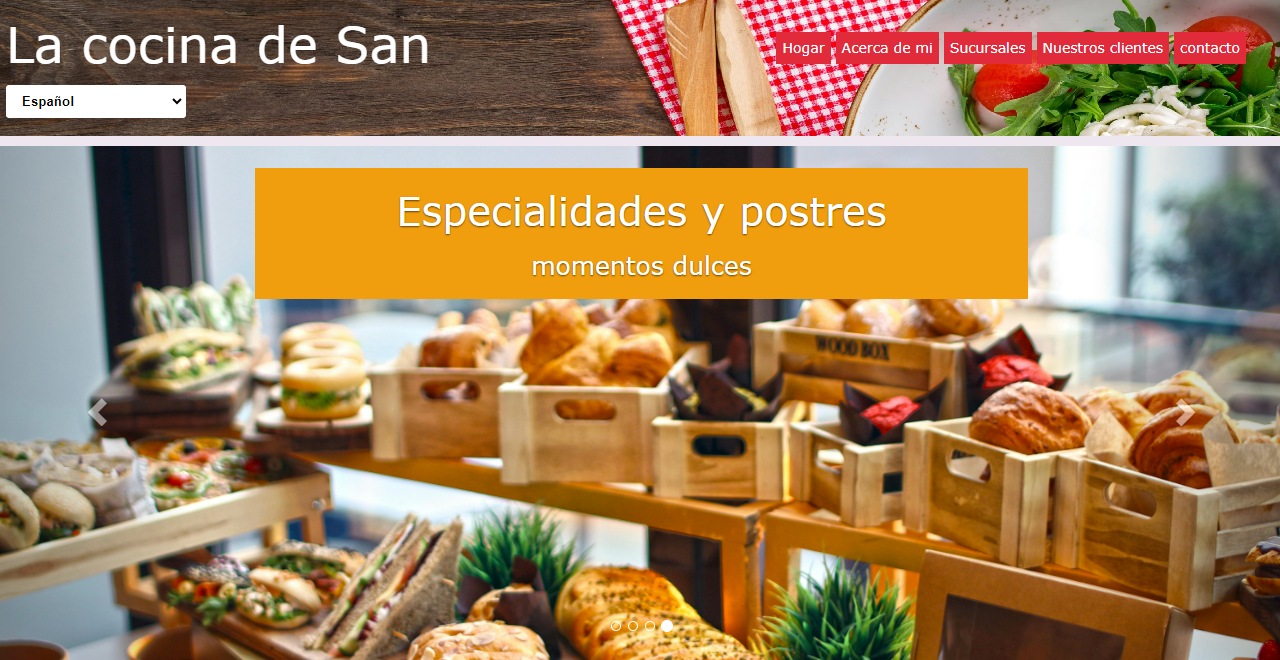 La cocina de San
Hogar Acerca de mi Sucursales Nuestros clientes contacto
Español
Especialidades y postres
momentos dulces
WOOD BOX